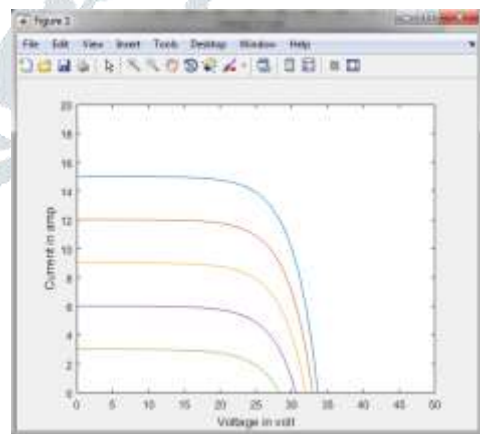 Figure 2
File Edit View Insert Tools Desktop Window Help
20
18
16
14
12
10
8
6
4
2
0
Current in amp
0 5 10 15 20 25 30 35 40 45 50
Voltage in volt